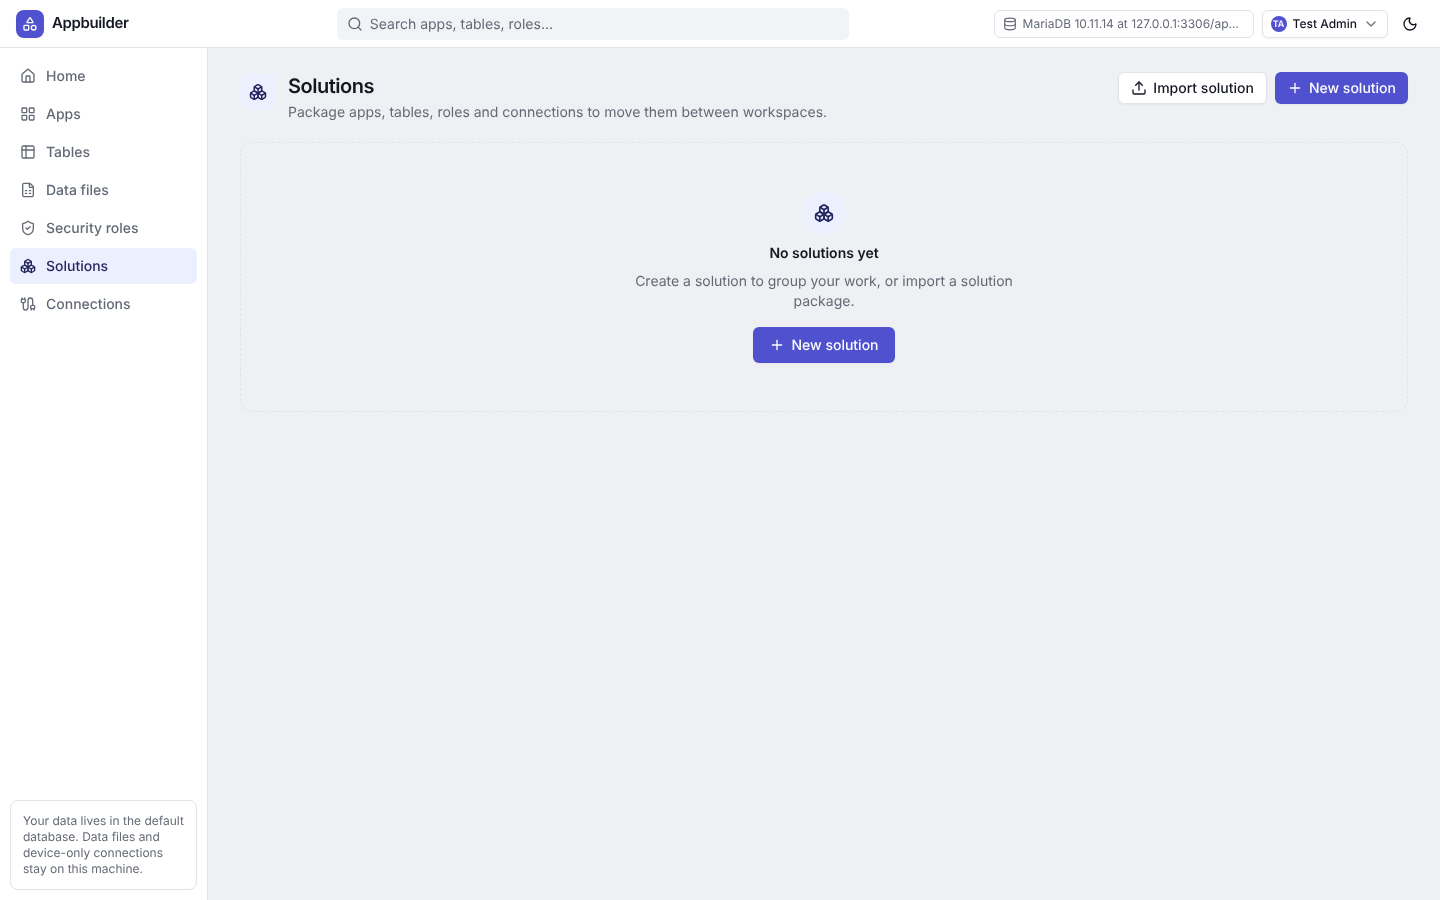 Appbuilder
Search apps, tables, roles...
MariaDB 10.11.14 at 127.0.0.1:3306/ap...
TA
Test Admin
Home
Apps
Tables
Data files
Security roles
Solutions
Connections
Solutions
Package apps, tables, roles and connections to move them between workspaces.
Import solution
New solution
No solutions yet
Create a solution to group your work, or import a solution
package.
New solution
Your data lives in the default
database. Data files and
device-only connections
stay on this machine.